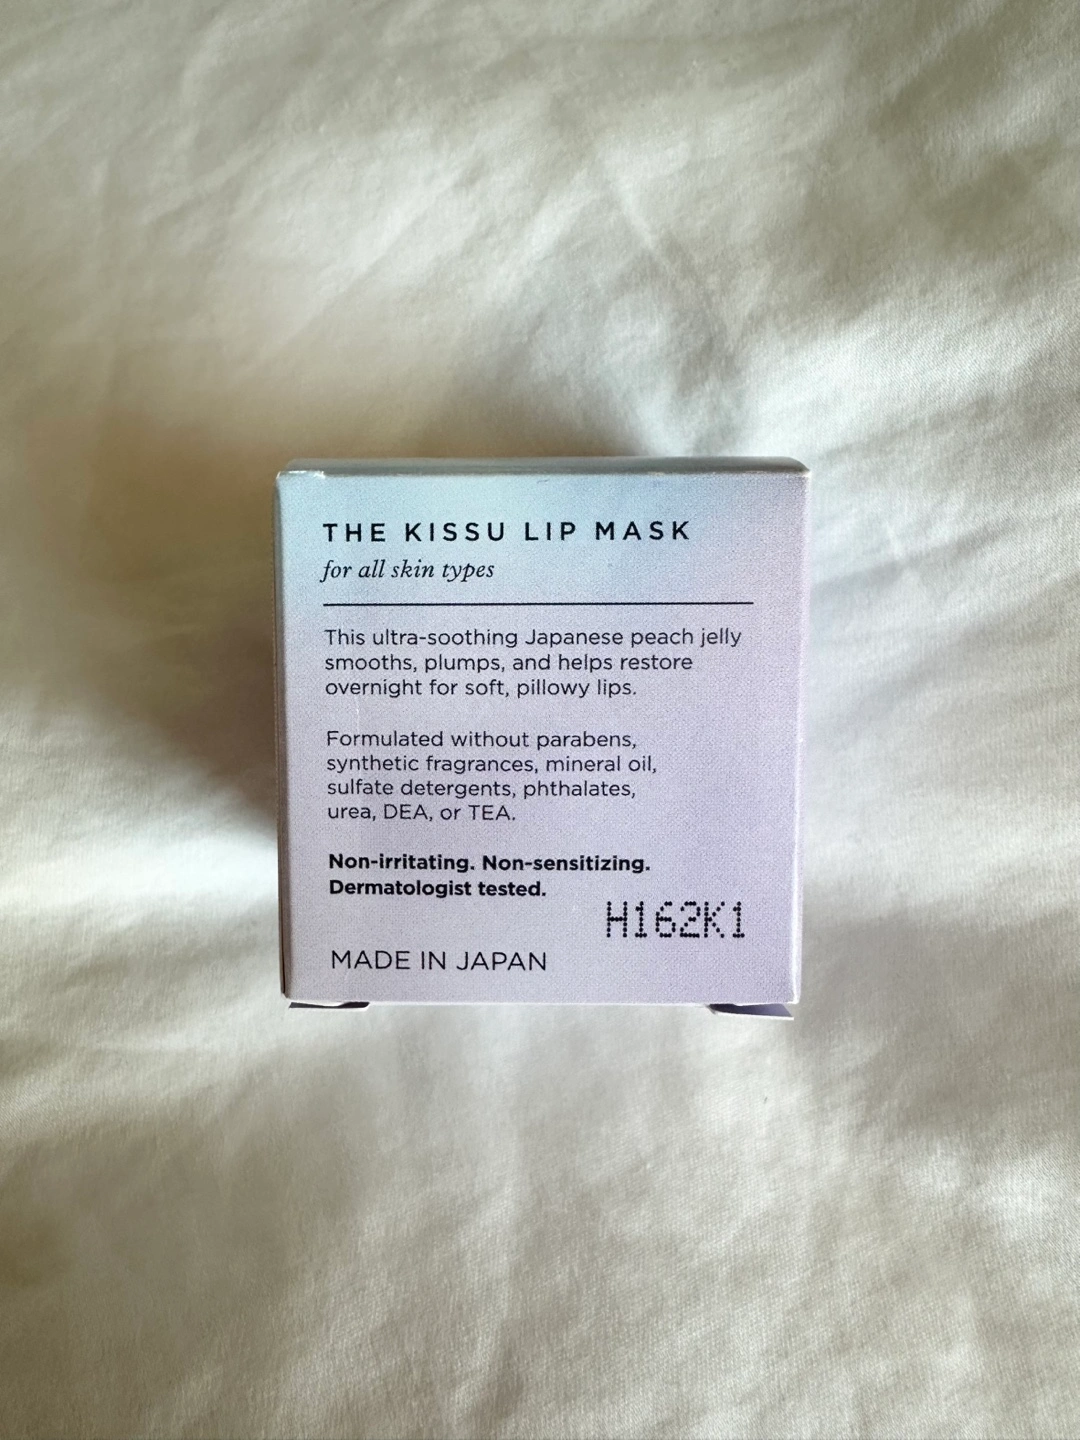 THE KISSU LIP MASK
for all skin types
This ultra-soothing Japanese peach jelly
smooths, plumps, and helps restore
overnight for soft, pillowy lips.
Formulated without parabens,
synthetic fragrances, mineral oil,
sulfate detergents, phthalates,
urea, DEA, or TEA.
Non-irritating. Non-sensitizing.
Dermatologist tested.
H162K1
MADE IN JAPAN